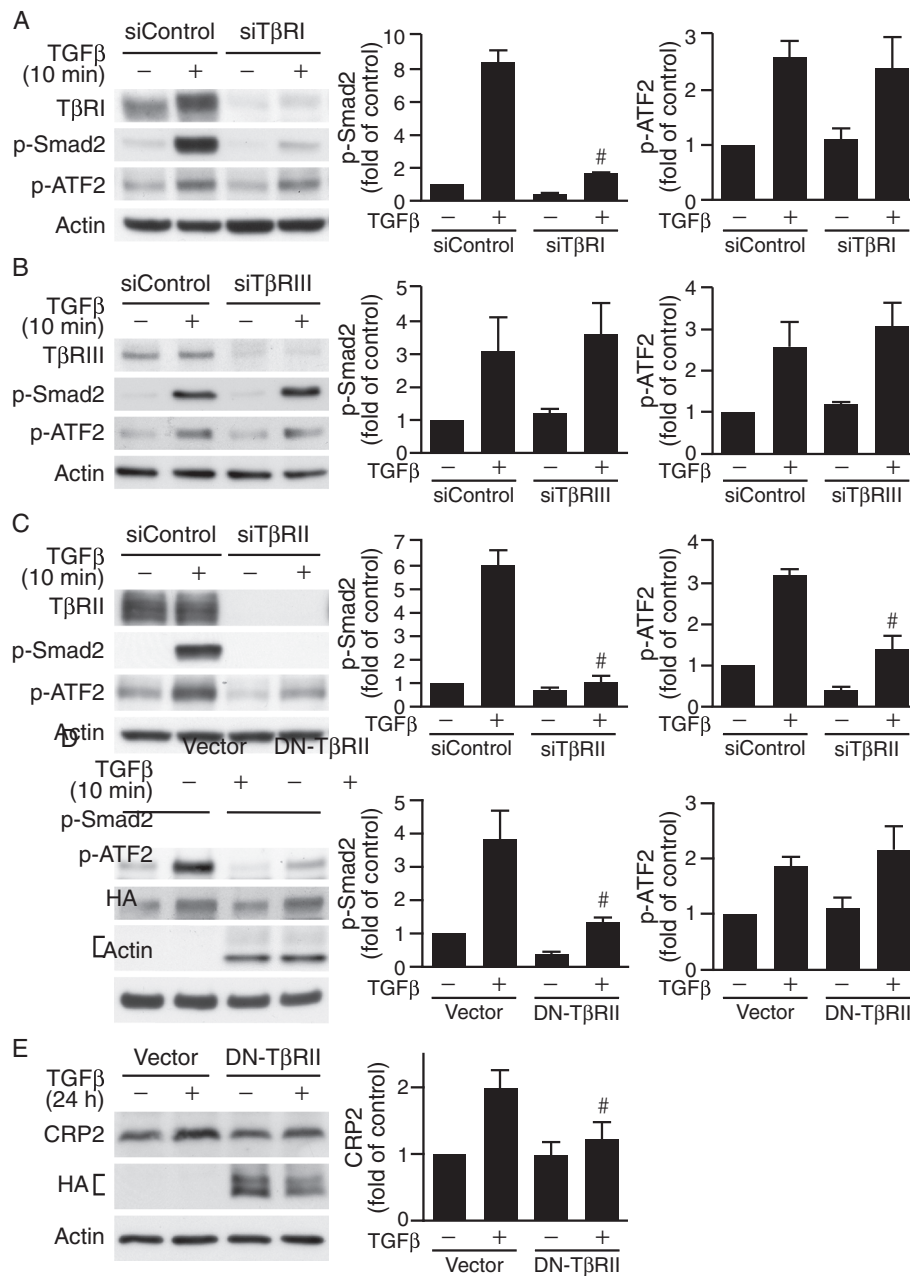 A
siControl siTβRI
TGFβ
(10 min) – + – +
TβRI
p-Smad2
p-ATF2
Actin
p-Smad2
(fold of control)
10
8
6
4
2
0
#
TGFβ – + – +
siControl siTβRI
p-ATF2
(fold of control)
3
2
1
0
TGFβ – + – +
siControl siTβRI
B
siControl siTβRIII
TGFβ
(10 min) – + – +
TβRIII
p-Smad2
p-ATF2
Actin
p-Smad2
(fold of control)
5
4
3
2
1
0
TGFβ – + – +
siControl siTβRIII
p-ATF2
(fold of control)
4
3
2
1
0
TGFβ – + – +
siControl siTβRIII
C
siControl siTβRII
TGFβ
(10 min) – + – +
TβRII
p-Smad2
p-ATF2
Actin
p-Smad2
(fold of control)
7
6
5
4
3
2
1
0
#
TGFβ – + – +
siControl siTβRII
p-ATF2
(fold of control)
4
3
2
1
0
#
TGFβ – + – +
siControl siTβRII
D
Vector DN-TβRII
TGFβ
(10 min) – + – +
p-Smad2
p-ATF2
HA
Actin
p-Smad2
(fold of control)
5
4
3
2
1
0
#
TGFβ – + – +
Vector DN-TβRII
p-ATF2
(fold of control)
3
2
1
0
TGFβ – + – +
Vector DN-TβRII
E
Vector DN-TβRII
TGFβ
(24 h) – + – +
CRP2
HA
Actin
CRP2
(fold of control)
2
1
0
#
TGFβ – + – +
Vector DN-TβRII